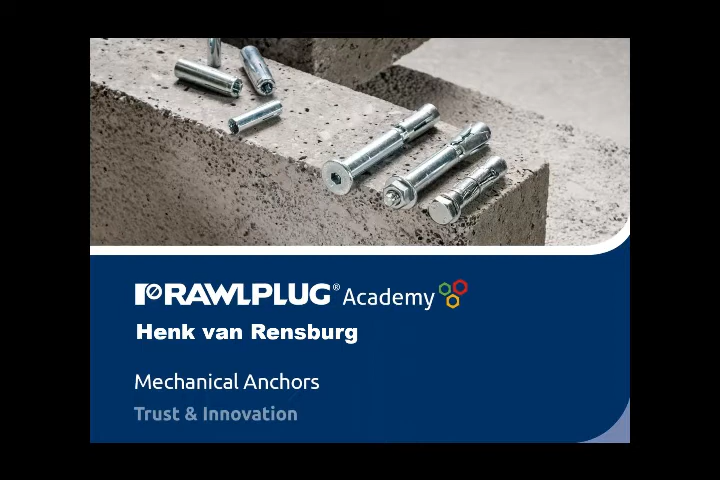 RAWLPLUG® Academy
Henk van Rensburg
Mechanical Anchors
Trust & Innovation